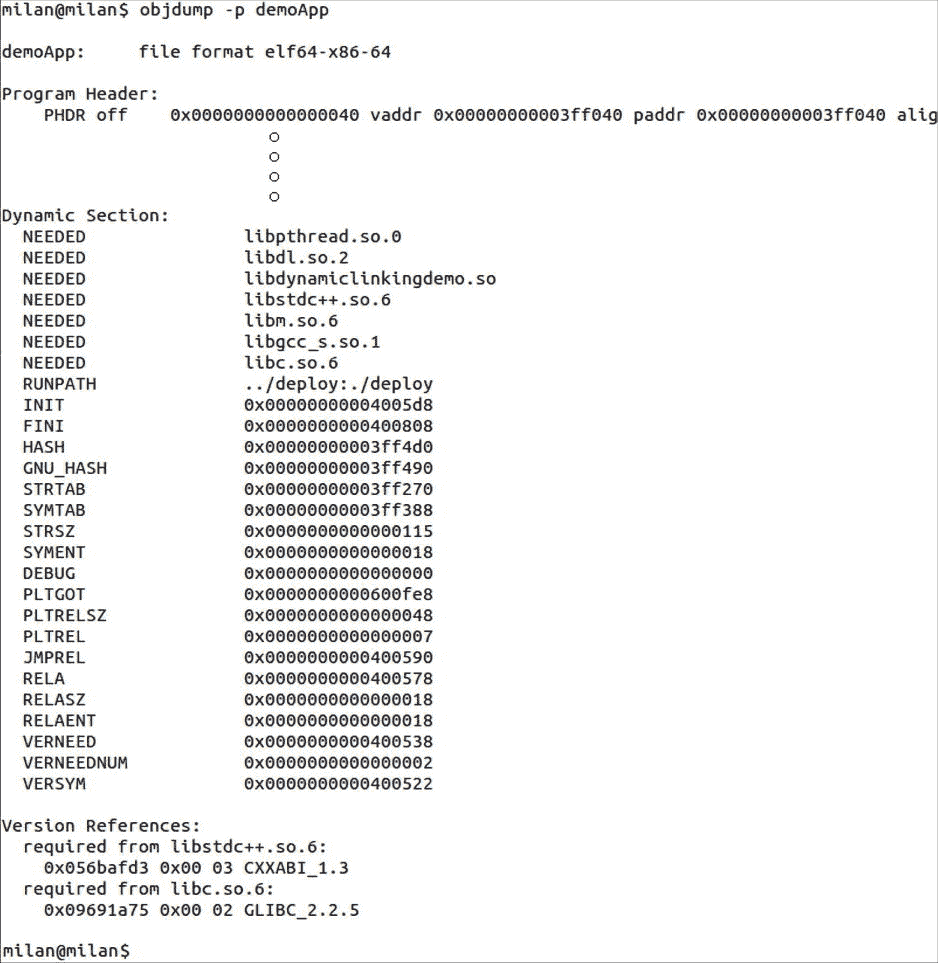 milan@milan$ objdump -p demoApp
demoApp:     file format elf64-x86-64
Program Header:
    PHDR off    0x0000000000000040 vaddr 0x00000000003ff040 paddr 0x00000000003ff040 alig
Dynamic Section:
  NEEDED               libpthread.so.0
  NEEDED               libdl.so.2
  NEEDED               libdynamiclinkingdemo.so
  NEEDED               libstdc++.so.6
  NEEDED               libm.so.6
  NEEDED               libgcc_s.so.1
  NEEDED               libc.so.6
  RUNPATH              ../deploy:./deploy
  INIT                 0x00000000004005d8
  FINI                 0x0000000000400808
  HASH                 0x00000000003ff4d0
  GNU_HASH             0x00000000003ff490
  STRTAB               0x00000000003ff270
  SYMTAB               0x00000000003ff388
  STRSZ                0x0000000000000115
  SYMENT               0x0000000000000018
  DEBUG                0x0000000000000000
  PLTGOT               0x0000000000600fe8
  PLTRELSZ             0x0000000000000048
  PLTREL               0x0000000000000007
  JMPREL               0x0000000000400590
  RELA                 0x0000000000400578
  RELASZ               0x0000000000000018
  RELAENT              0x0000000000000018
  VERNEED              0x0000000000400538
  VERNEEDNUM           0x0000000000000002
  VERSYM               0x0000000000400522
Version References:
  required from libstdc++.so.6:
    0x056bafd3 0x00 03 CXXABI_1.3
  required from libc.so.6:
    0x09691a75 0x00 02 GLIBC_2.2.5
milan@milan$